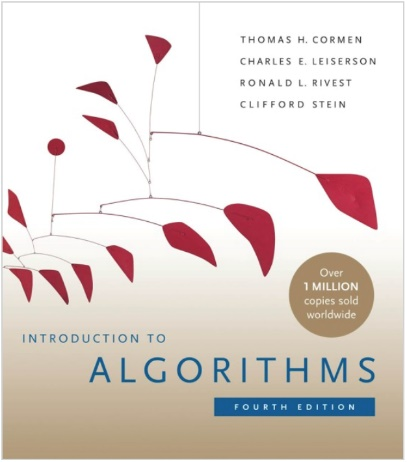 THOMAS H. CORMEN
CHARLES E. LEISERSON
RONALD L. RIVEST
CLIFFORD STEIN
Over
1 MILLION
copies sold
worldwide
INTRODUCTION TO
ALGORITHMS
FOURTH EDITION